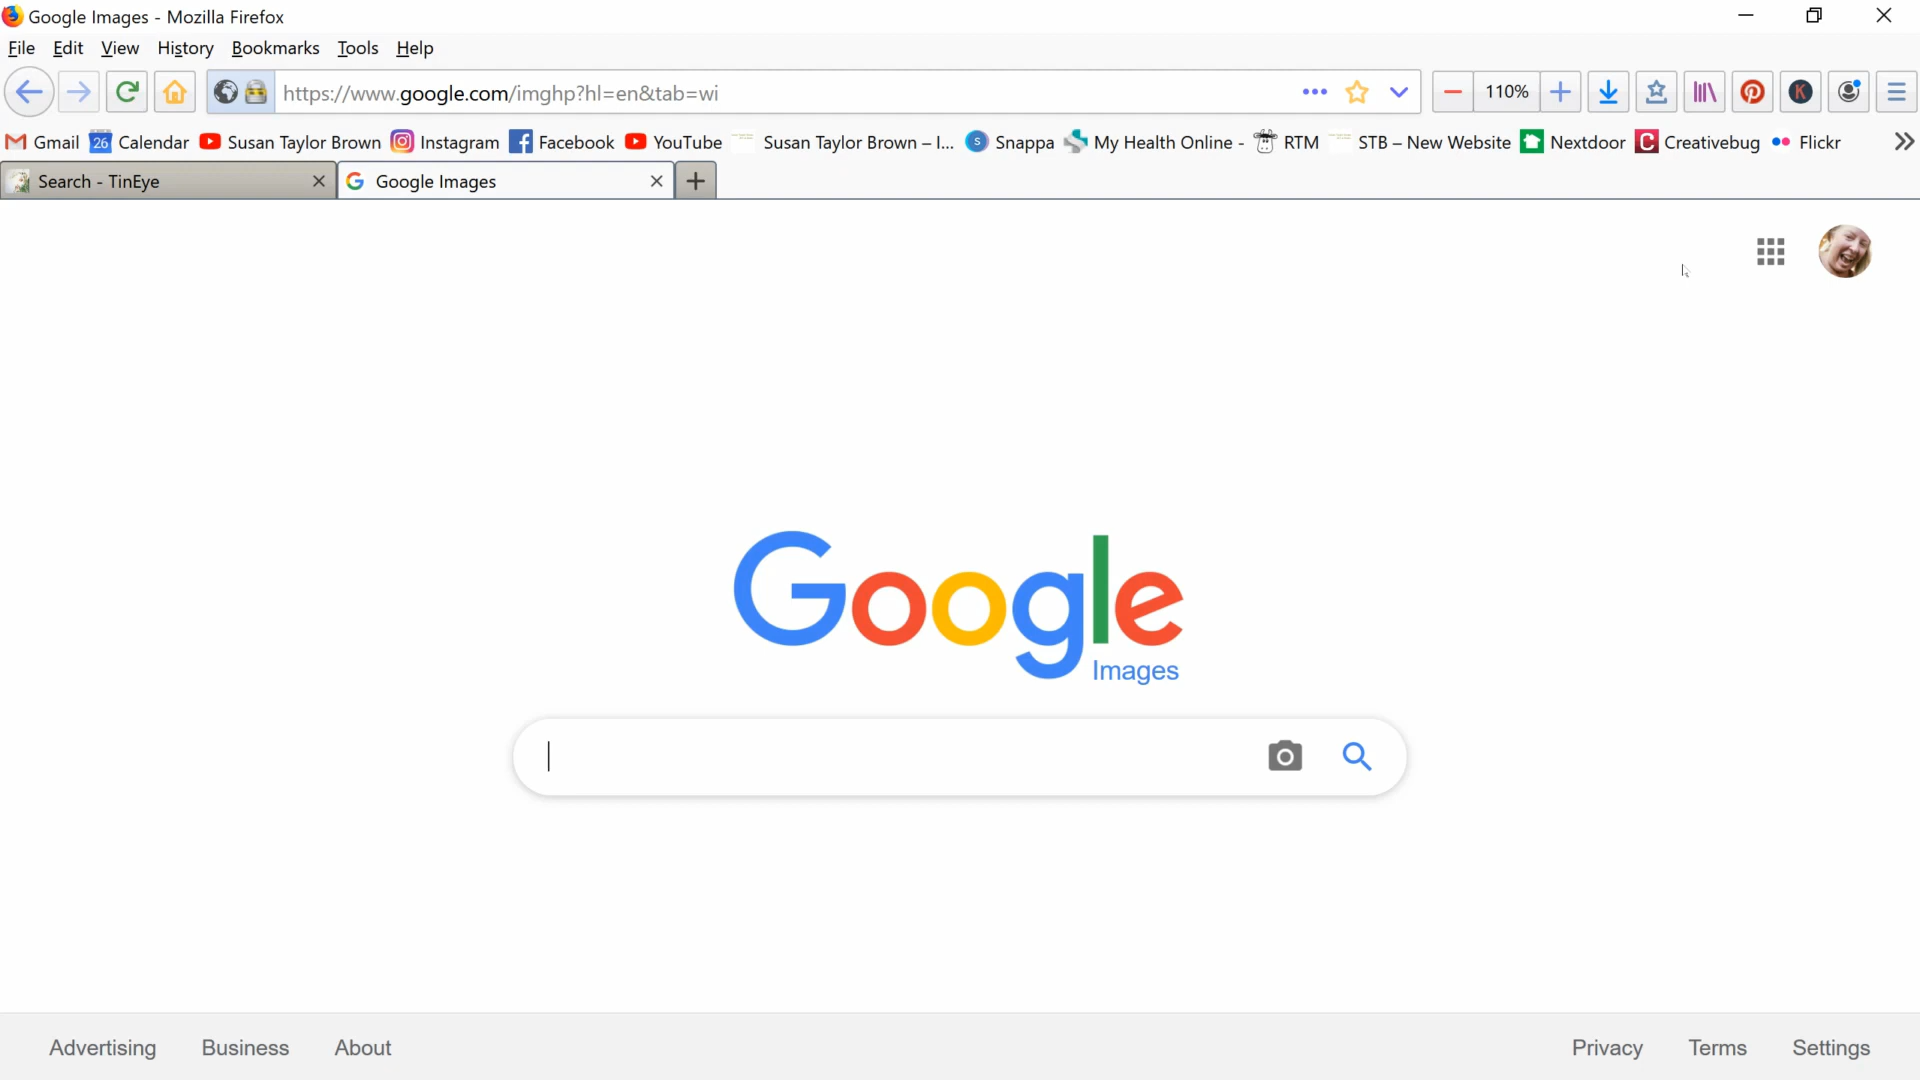 Google Images - Mozilla Firefox
File Edit View History Bookmarks Tools Help
https://www.google.com/imghp?hl=en&tab=wi 110% K
Gmail 26 Calendar Susan Taylor Brown Instagram Facebook YouTube Susan Taylor Brown – I... S Snappa My Health Online - RTM STB – New Website Nextdoor C Creativebug Flickr
Search - TinEye Google Images
Google
Images
Advertising Business About Privacy Terms Settings